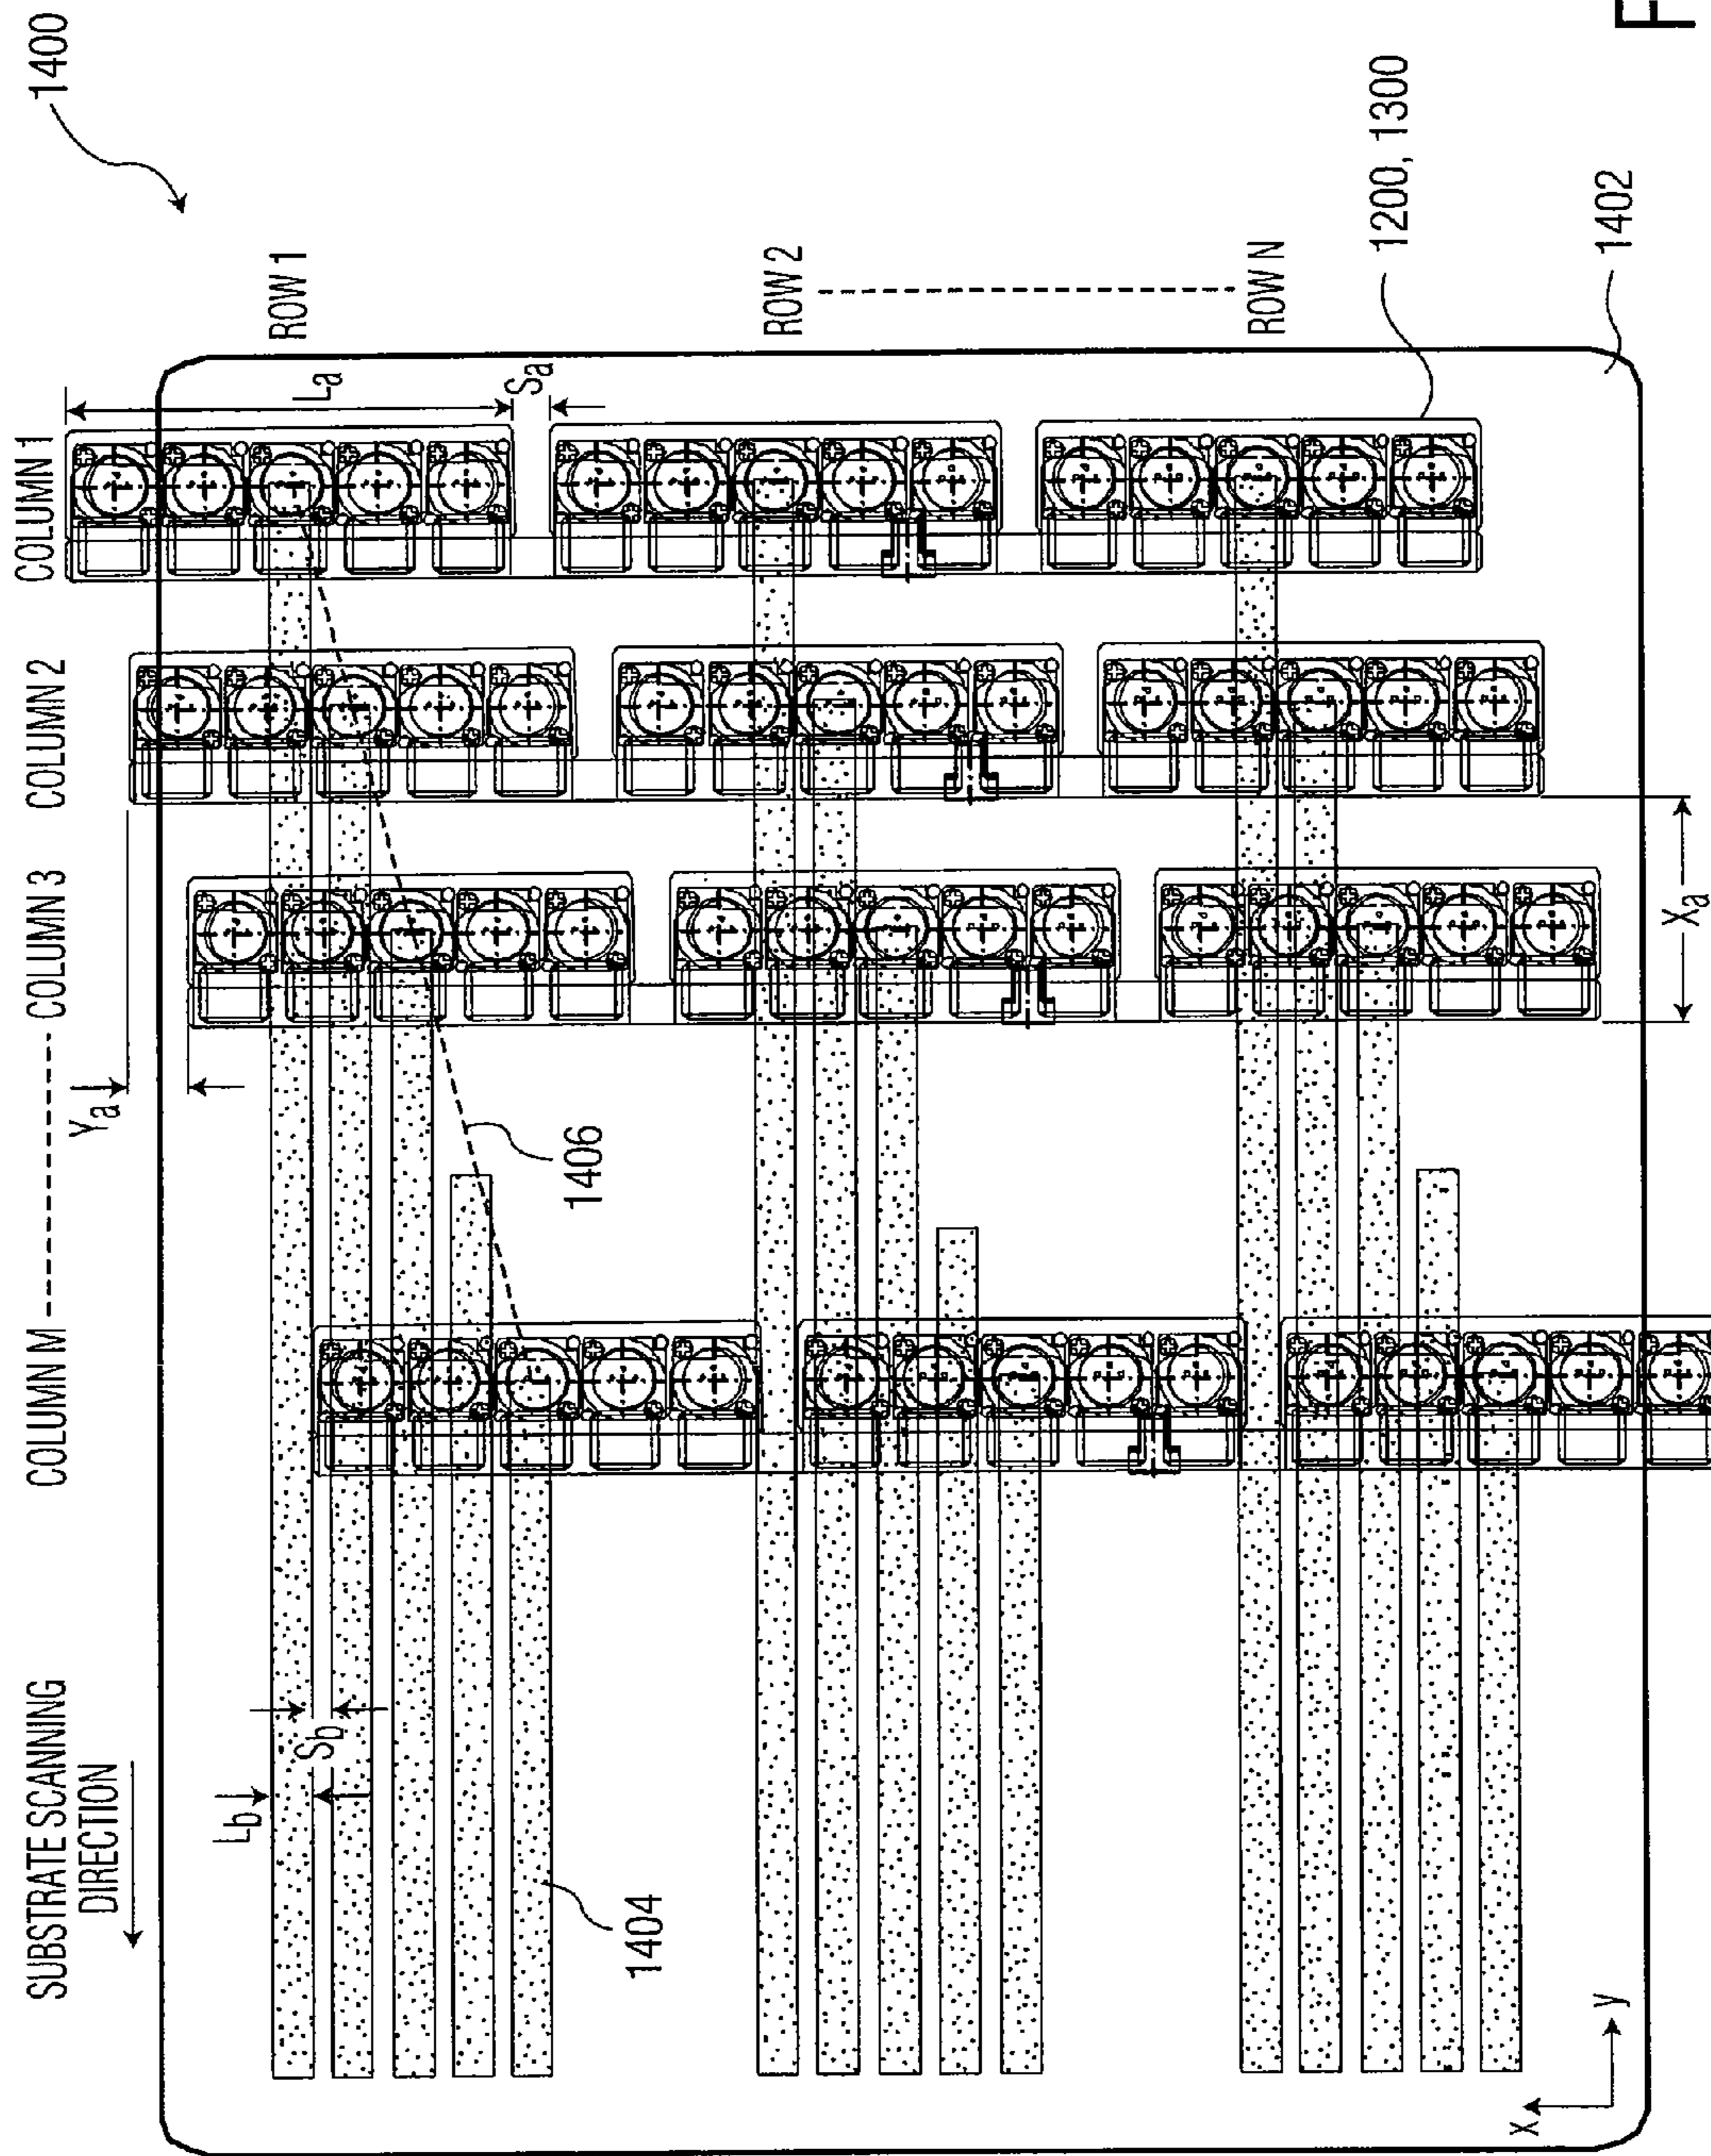 1400
SUBSTRATE SCANNING
DIRECTION
COLUMN M
COLUMN 3
COLUMN 2
COLUMN 1
Ya
La
Sa
Lb
Sb
ROW 1
ROW 2
ROW N
1406
1404
Xa
1200, 1300
1402
x
y
F